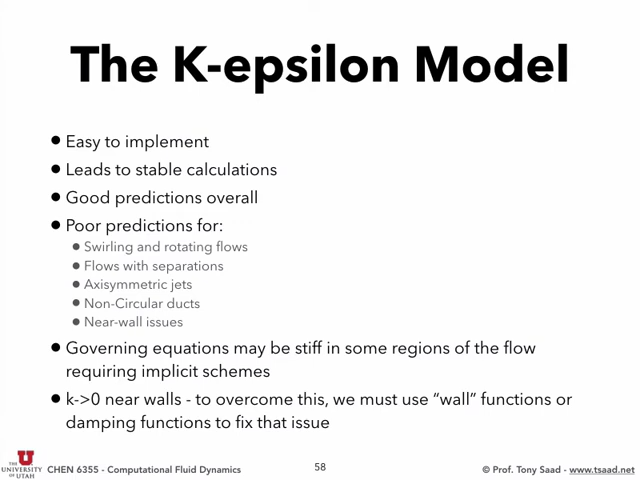 The K-epsilon Model
● Easy to implement
● Leads to stable calculations
● Good predictions overall
● Poor predictions for:
● Swirling and rotating flows
● Flows with separations
● Axisymmetric jets
● Non-Circular ducts
● Near-wall issues
● Governing equations may be stiff in some regions of the flow
requiring implicit schemes
● k->0 near walls - to overcome this, we must use “wall” functions or
damping functions to fix that issue
THE
UNIVERSITY
OF UTAH
CHEN 6355 - Computational Fluid Dynamics
58
© Prof. Tony Saad - www.tsaad.net